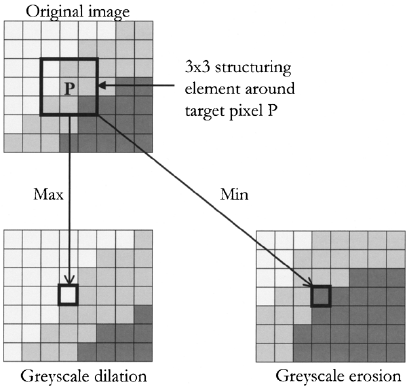 Original image
P
3x3 structuring
element around
target pixel P
Max
Min
Greyscale dilation
Greyscale erosion